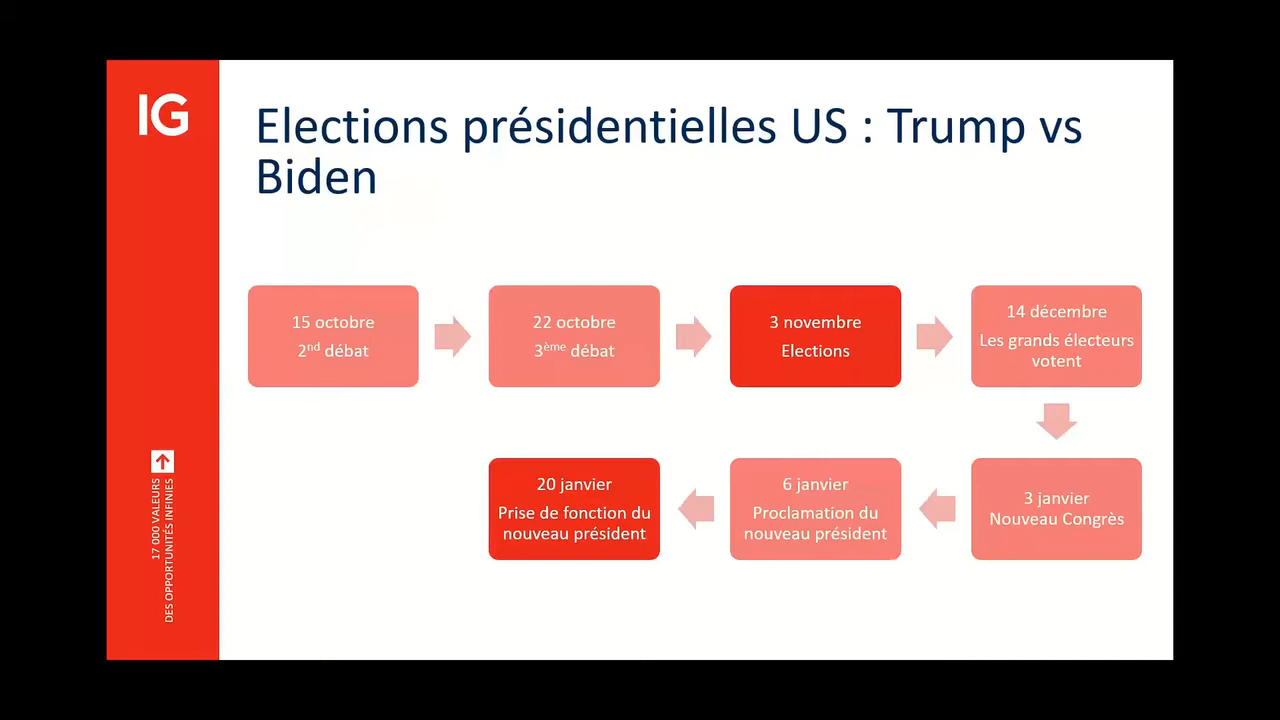 IG
Elections présidentielles US : Trump vs
Biden
15 octobre
2nd débat
22 octobre
3ème débat
3 novembre
Elections
14 décembre
Les grands électeurs
votent
3 janvier
Nouveau Congrès
6 janvier
Proclamation du
nouveau président
20 janvier
Prise de fonction du
nouveau président
17 000 VALEURS
DES OPPORTUNITÉS INFINIES